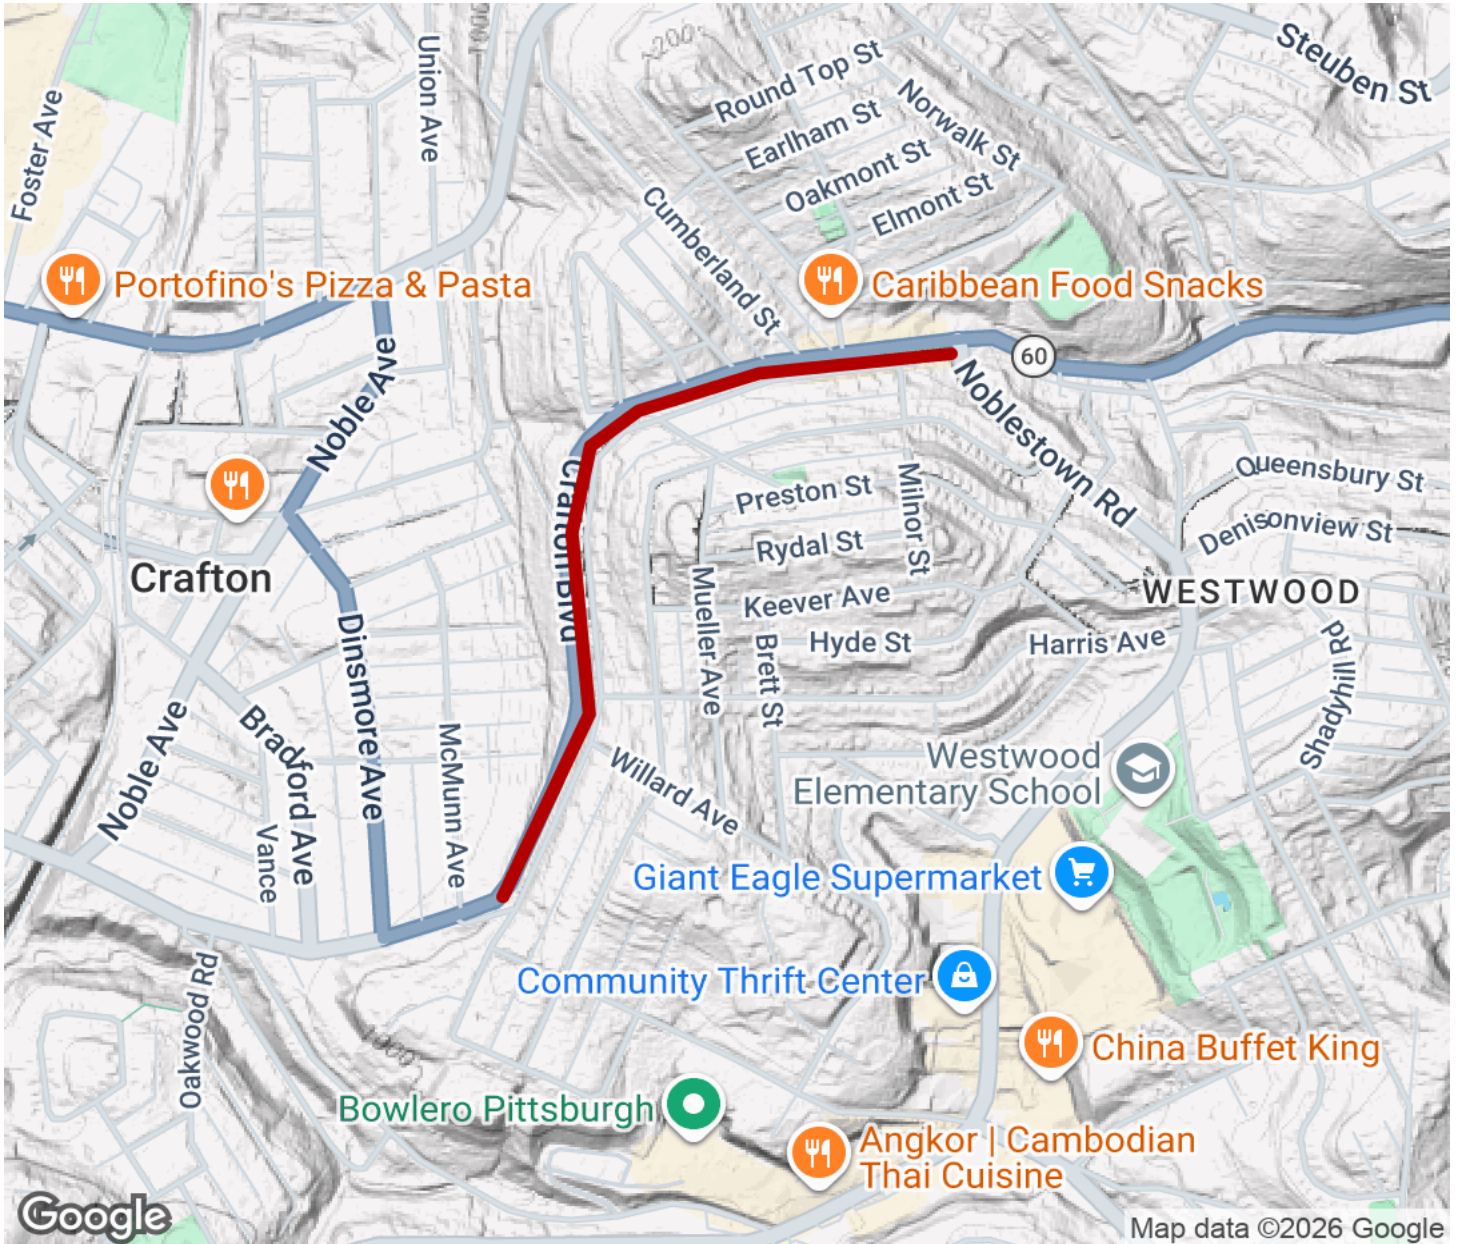 Steuben St
Round Top St
Norwalk St
Union Ave
Earlham St
Foster Ave
Oakmont St
Elmont St
Cumberland St
Portofino's Pizza & Pasta
Caribbean Food Snacks
60
Noble Ave
Noblestown Rd
Queensbury St
Crafton Blvd
Preston St
Milnor St
Denisonview St
Rydal St
Crafton
WESTWOOD
Mueller Ave
Keever Ave
Hyde St
Harris Ave
Brett St
Shadyhill Rd
Dinsmore Ave
Noble Ave
Bradford Ave
McMunn Ave
Willard Ave
Westwood
Elementary School
Vance
Giant Eagle Supermarket
Oakwood Rd
Community Thrift Center
China Buffet King
Bowlero Pittsburgh
Angkor | Cambodian
Thai Cuisine
Google
Map data ©2026 Google